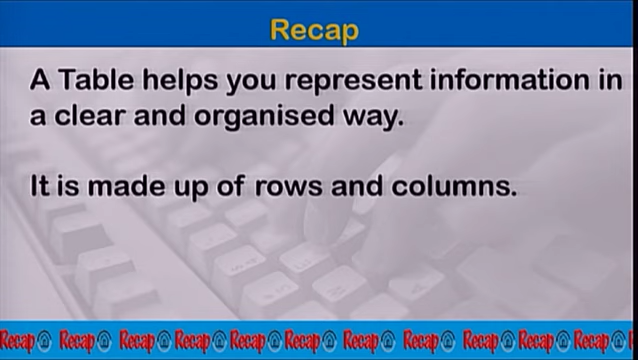 Recap
A Table helps you represent information in
a clear and organised way.
It is made up of rows and columns.
Recap Recap Recap Recap Recap Recap Recap Recap Recap Recap Recap